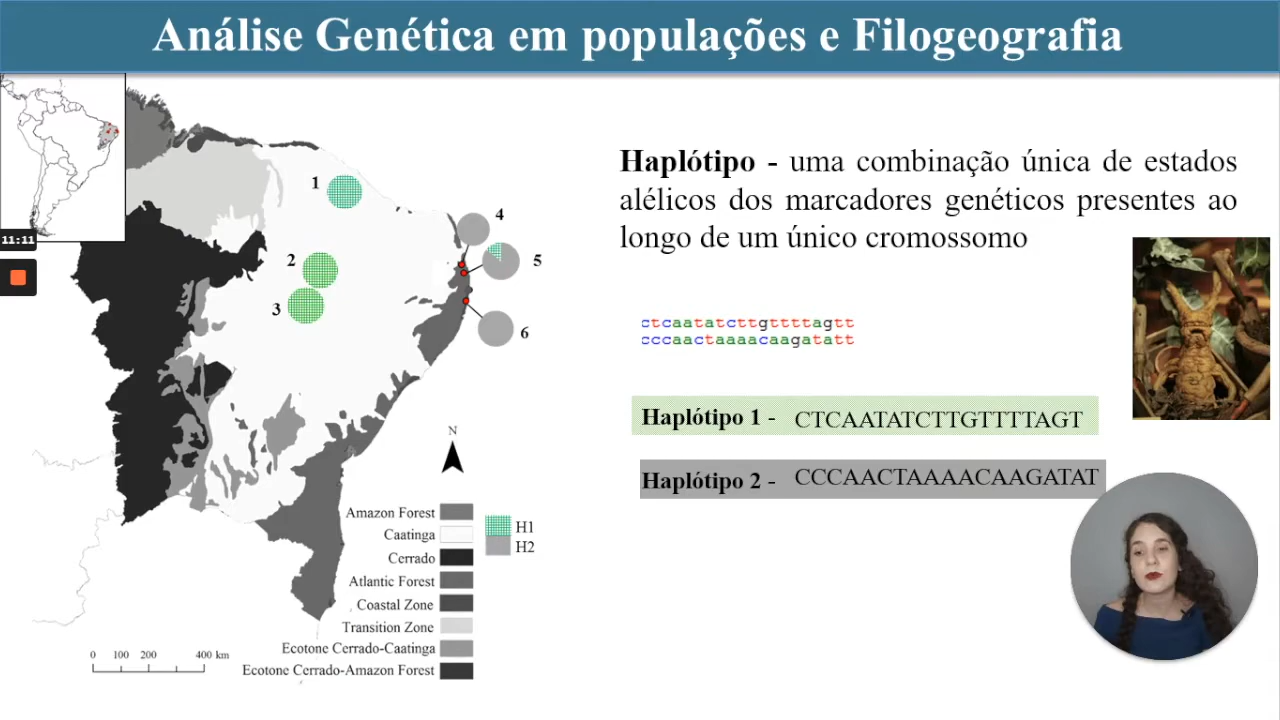 Análise Genética em populações e Filogeografia
11:11
1
2
3
4
5
6
N
Amazon Forest
Caatinga
Cerrado
Atlantic Forest
Coastal Zone
Transition Zone
Ecotone Cerrado-Caatinga
Ecotone Cerrado-Amazon Forest
H1
H2
0 100 200 400 km
Haplótipo - uma combinação única de estados
alélicos dos marcadores genéticos presentes ao
longo de um único cromossomo
ctcaatatcttgttttagtt
cccaactaaaacaagatatt
Haplótipo 1 - CTCAATATCTTGTTTTAGT
Haplótipo 2 - CCCAACTAAAACAAGATAT